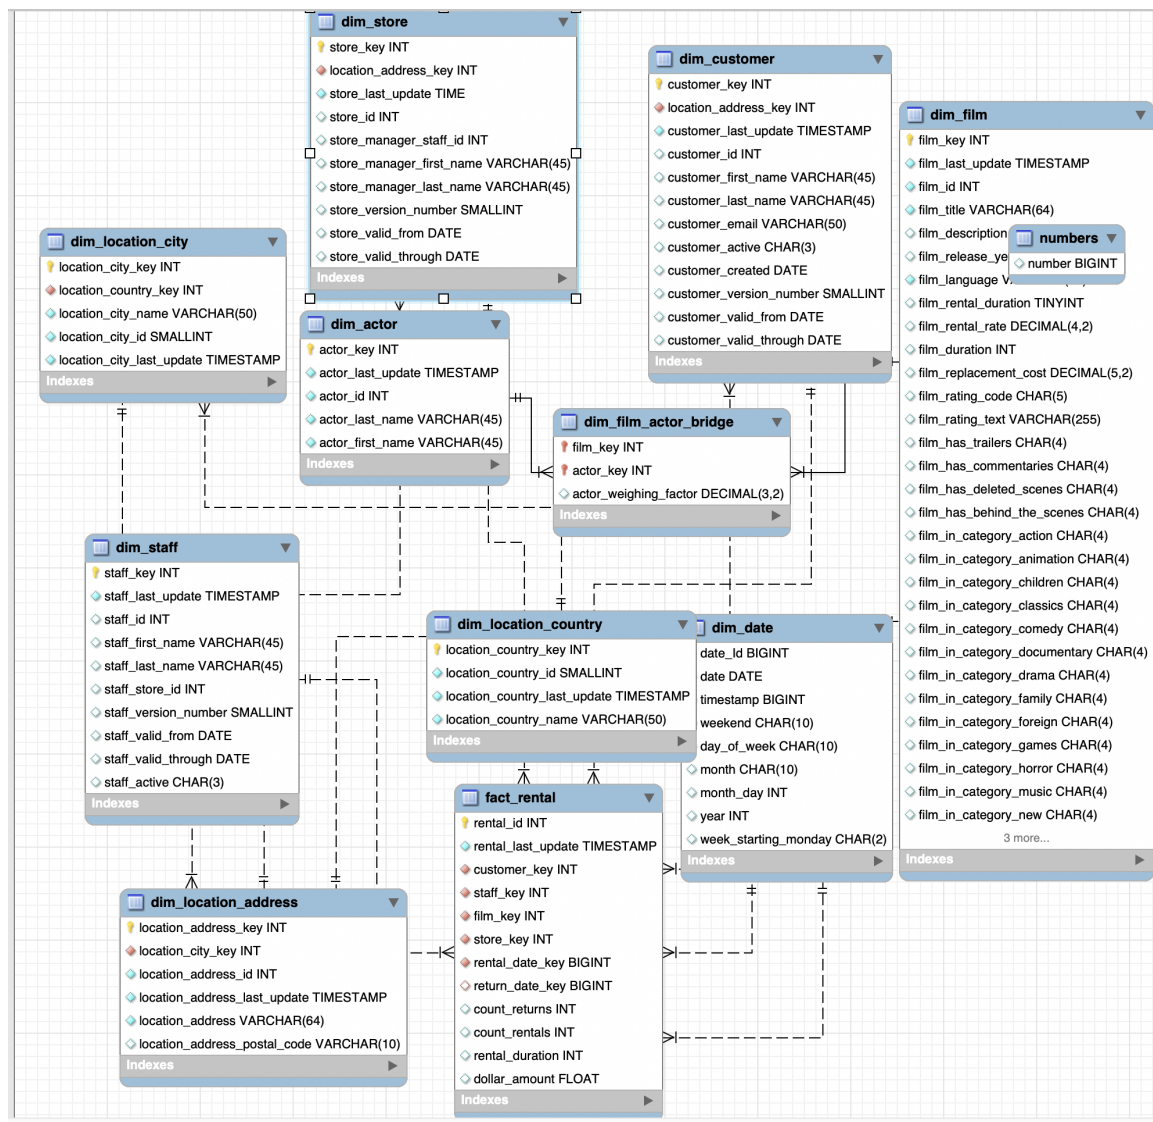 dim_store
store_key INT
location_address_key INT
store_last_update TIME
store_id INT
store_manager_staff_id INT
store_manager_first_name VARCHAR(45)
store_manager_last_name VARCHAR(45)
store_version_number SMALLINT
store_valid_from DATE
store_valid_through DATE
Indexes
dim_customer
customer_key INT
location_address_key INT
customer_last_update TIMESTAMP
customer_id INT
customer_first_name VARCHAR(45)
customer_last_name VARCHAR(45)
customer_email VARCHAR(50)
customer_active CHAR(3)
customer_created DATE
customer_version_number SMALLINT
customer_valid_from DATE
customer_valid_through DATE
Indexes
dim_film
film_key INT
film_last_update TIMESTAMP
film_id INT
film_title VARCHAR(64)
film_description
film_release_ye
film_language
film_rental_duration TINYINT
film_rental_rate DECIMAL(4,2)
film_duration INT
film_replacement_cost DECIMAL(5,2)
film_rating_code CHAR(5)
film_rating_text VARCHAR(255)
film_has_trailers CHAR(4)
film_has_commentaries CHAR(4)
film_has_deleted_scenes CHAR(4)
film_has_behind_the_scenes CHAR(4)
film_in_category_action CHAR(4)
film_in_category_animation CHAR(4)
film_in_category_children CHAR(4)
film_in_category_classics CHAR(4)
film_in_category_comedy CHAR(4)
film_in_category_documentary CHAR(4)
film_in_category_drama CHAR(4)
film_in_category_family CHAR(4)
film_in_category_foreign CHAR(4)
film_in_category_games CHAR(4)
film_in_category_horror CHAR(4)
film_in_category_music CHAR(4)
film_in_category_new CHAR(4)
3 more...
Indexes
numbers
number BIGINT
dim_location_city
location_city_key INT
location_country_key INT
location_city_name VARCHAR(50)
location_city_id SMALLINT
location_city_last_update TIMESTAMP
Indexes
dim_actor
actor_key INT
actor_last_update TIMESTAMP
actor_id INT
actor_last_name VARCHAR(45)
actor_first_name VARCHAR(45)
Indexes
dim_film_actor_bridge
film_key INT
actor_key INT
actor_weighing_factor DECIMAL(3,2)
Indexes
dim_staff
staff_key INT
staff_last_update TIMESTAMP
staff_id INT
staff_first_name VARCHAR(45)
staff_last_name VARCHAR(45)
staff_store_id INT
staff_version_number SMALLINT
staff_valid_from DATE
staff_valid_through DATE
staff_active CHAR(3)
Indexes
dim_location_country
location_country_key INT
location_country_id SMALLINT
location_country_last_update TIMESTAMP
location_country_name VARCHAR(50)
Indexes
dim_date
date_Id BIGINT
date DATE
timestamp BIGINT
weekend CHAR(10)
day_of_week CHAR(10)
month CHAR(10)
month_day INT
year INT
week_starting_monday CHAR(2)
Indexes
fact_rental
rental_id INT
rental_last_update TIMESTAMP
customer_key INT
staff_key INT
film_key INT
store_key INT
rental_date_key BIGINT
return_date_key BIGINT
count_returns INT
count_rentals INT
rental_duration INT
dollar_amount FLOAT
Indexes
dim_location_address
location_address_key INT
location_city_key INT
location_address_id INT
location_address_last_update TIMESTAMP
location_address VARCHAR(64)
location_address_postal_code VARCHAR(10)
Indexes